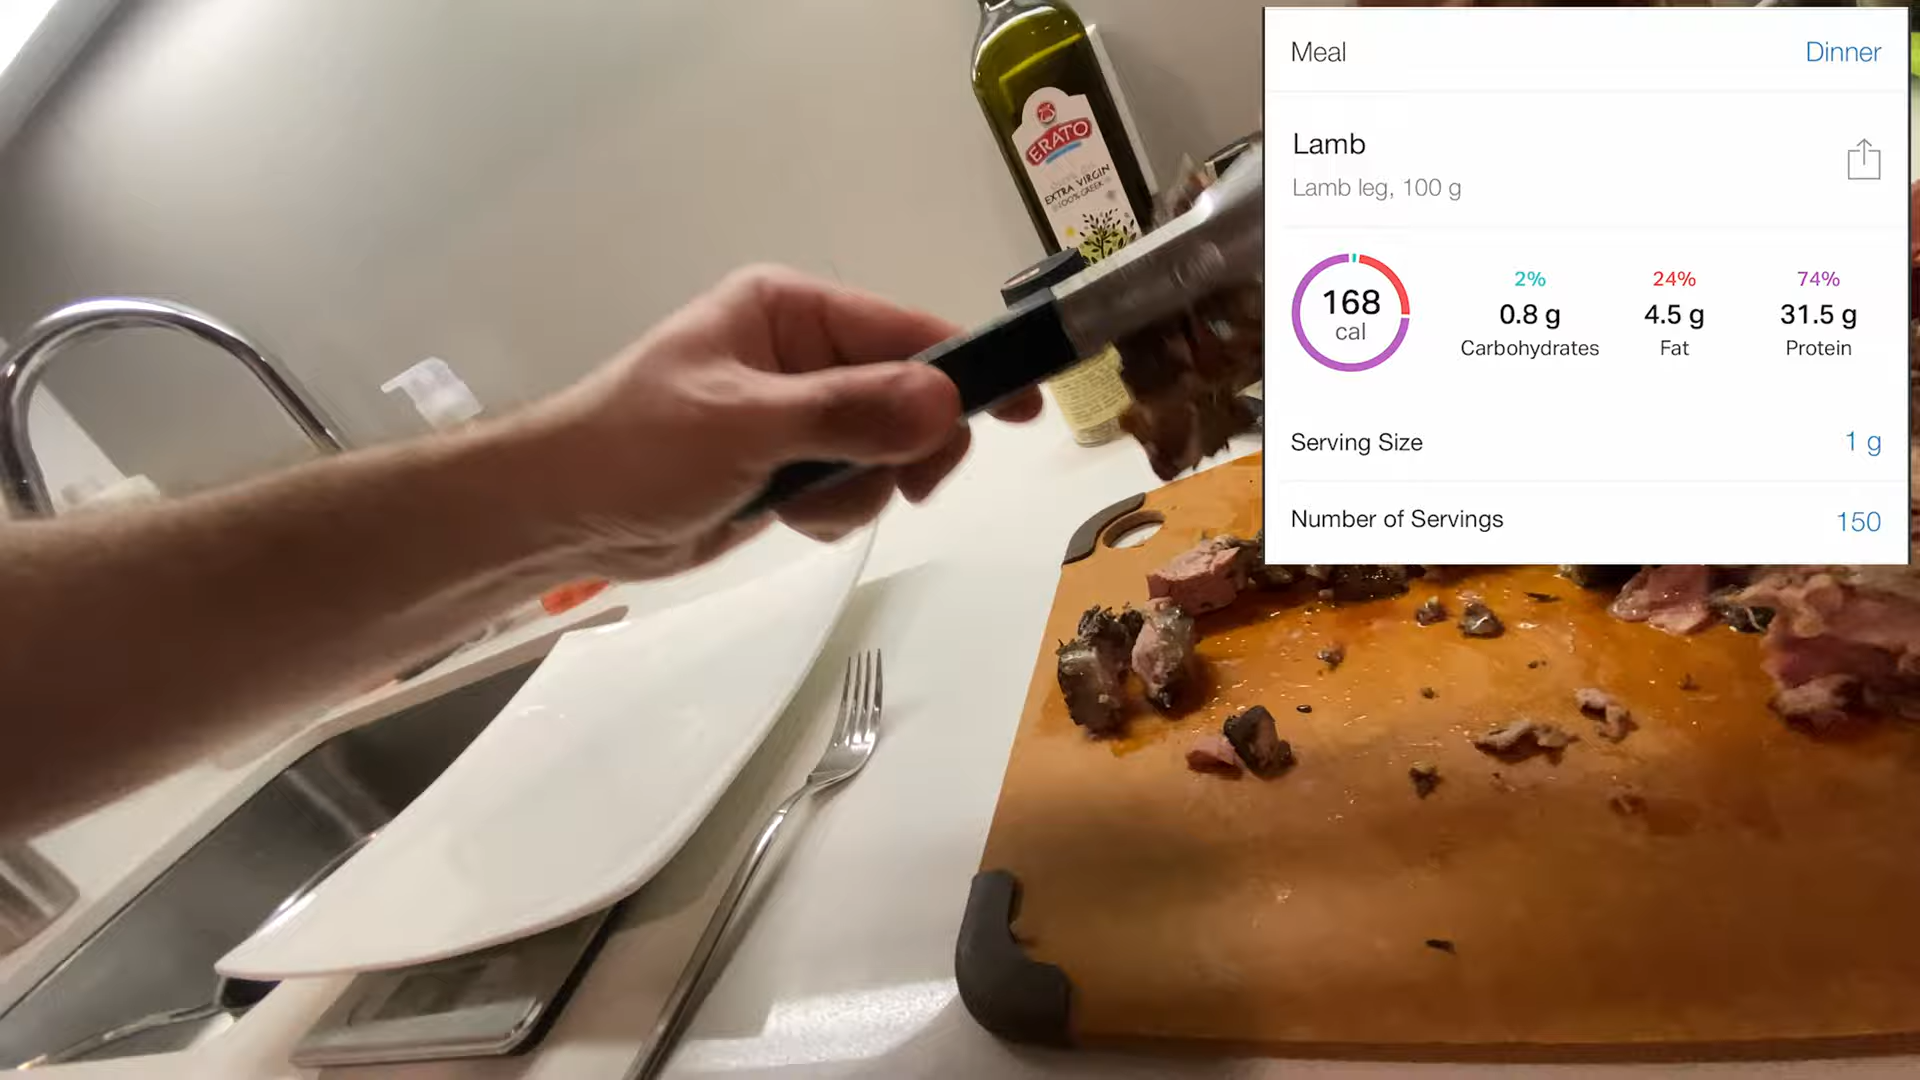 ERATO
EXTRA VIRGIN
100% GREEK
Meal
Dinner
Lamb
Lamb leg, 100 g
168
cal
2%
0.8 g
Carbohydrates
24%
4.5 g
Fat
74%
31.5 g
Protein
Serving Size
1 g
Number of Servings
150